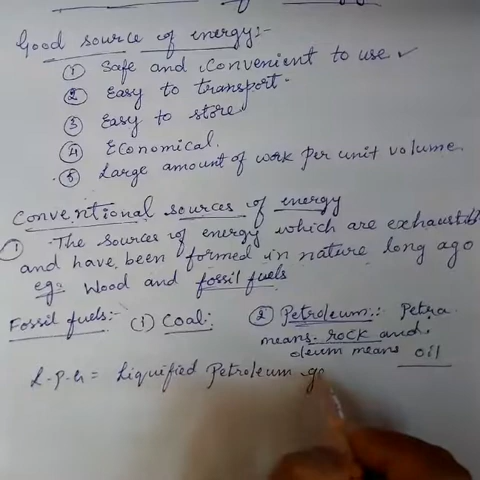 Good source of energy:-
① Safe and convenient to use ✓
② Easy to transport.
③ Easy to store
④ Economical.
⑤ Large amount of work per unit volume.
Conventional sources of energy
① The sources of energy which are exhaustible
and have been formed in nature long ago
eg: Wood and fossil fuels
Fossil fuels:- (i) Coal:
② Petroleum:- Petra
means rock and
oleum means oil
L.P.G = Liquified Petroleum ga